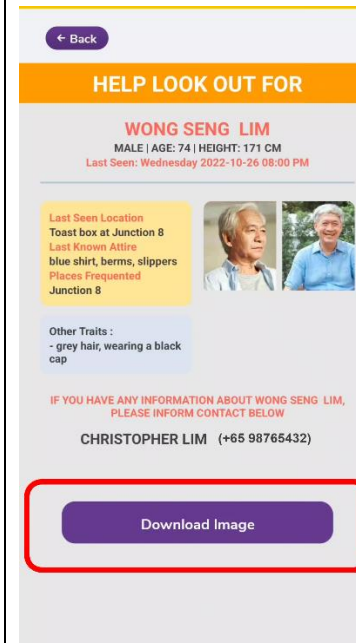 ← Back
HELP LOOK OUT FOR
WONG SENG LIM
MALE | AGE: 74 | HEIGHT: 171 CM
Last Seen: Wednesday 2022-10-26 08:00 PM
Last Seen Location
Toast box at Junction 8
Last Known Attire
blue shirt, berms, slippers
Places Frequented
Junction 8
Other Traits :
- grey hair, wearing a black
cap
IF YOU HAVE ANY INFORMATION ABOUT WONG SENG LIM,
PLEASE INFORM CONTACT BELOW
CHRISTOPHER LIM (+65 98765432)
Download Image